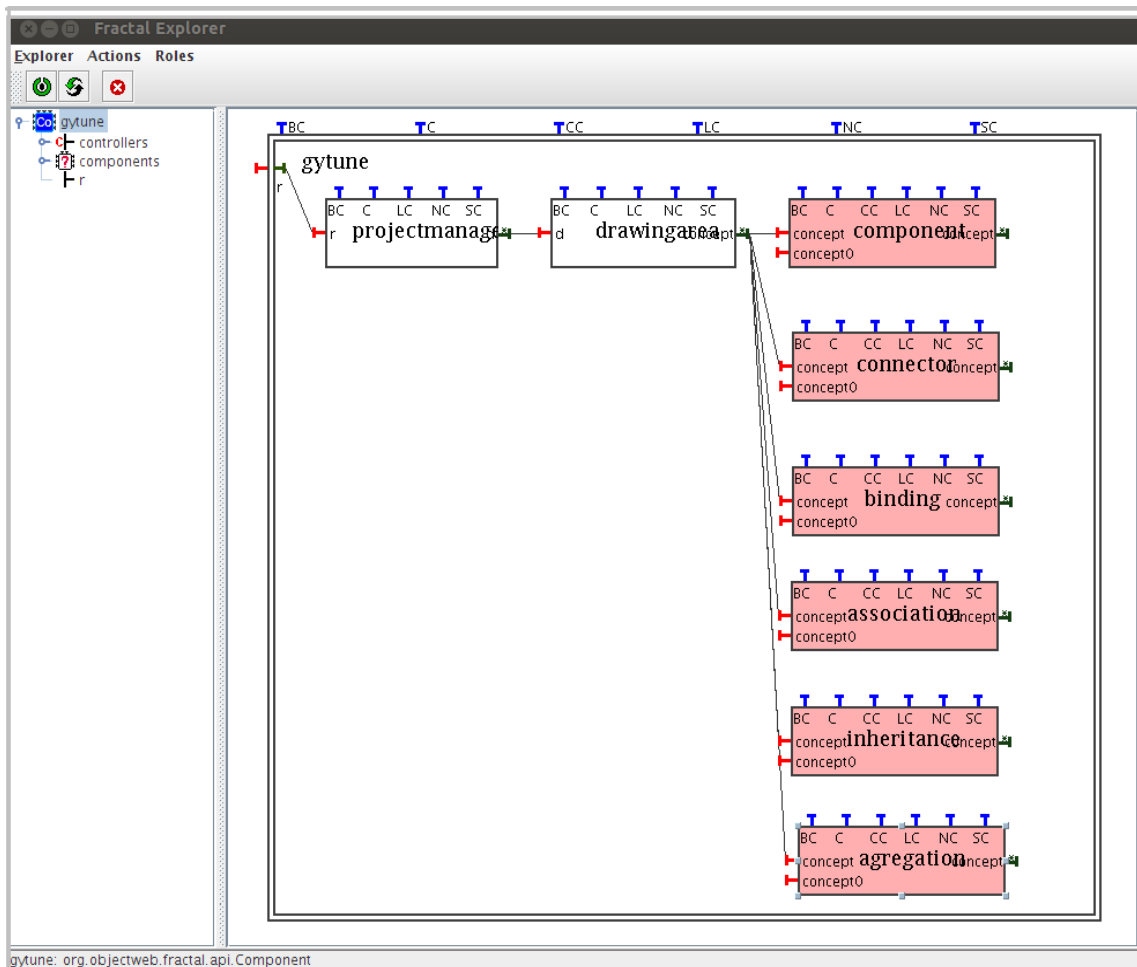 Fractal Explorer
Explorer Actions Roles
gytune
controllers
components
r
BC C CC LC NC SC
gytune
r
BC C LC NC SC
r projectmanage
BC C LC NC SC
d drawingarea concept
BC C CC LC NC SC
concept component concept
concept0
BC C CC LC NC SC
concept connector concept
concept0
BC C CC LC NC SC
concept binding concept
concept0
BC C CC LC NC SC
concept association concept
concept0
BC C CC LC NC SC
concept inheritance concept
concept0
BC C CC LC NC SC
concept agregation concept
concept0
gytune: org.objectweb.fractal.api.Component